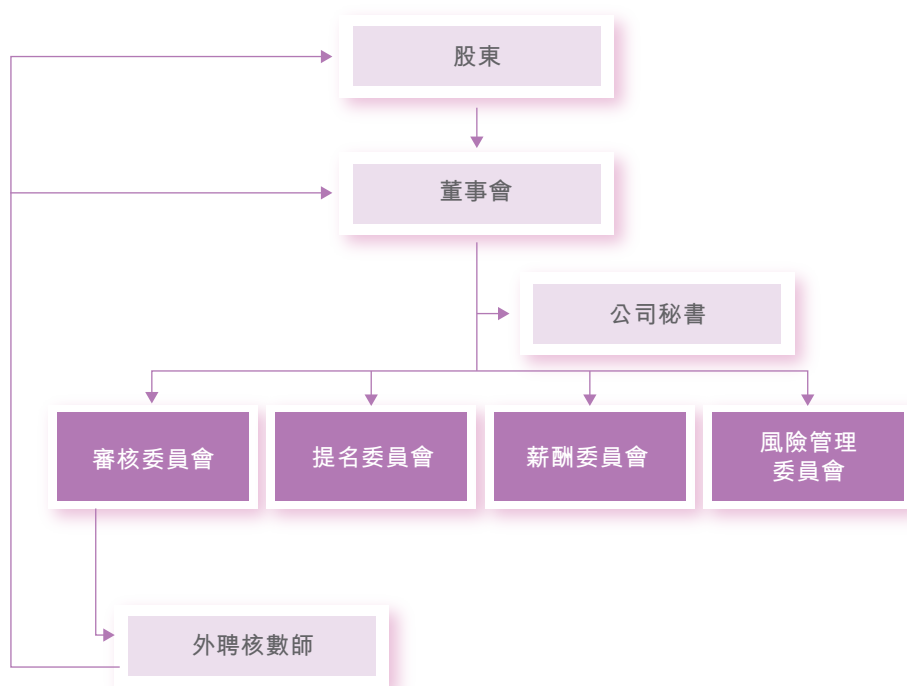 股東
董事會
公司秘書
審核委員會
提名委員會
薪酬委員會
風險管理
委員會
外聘核數師